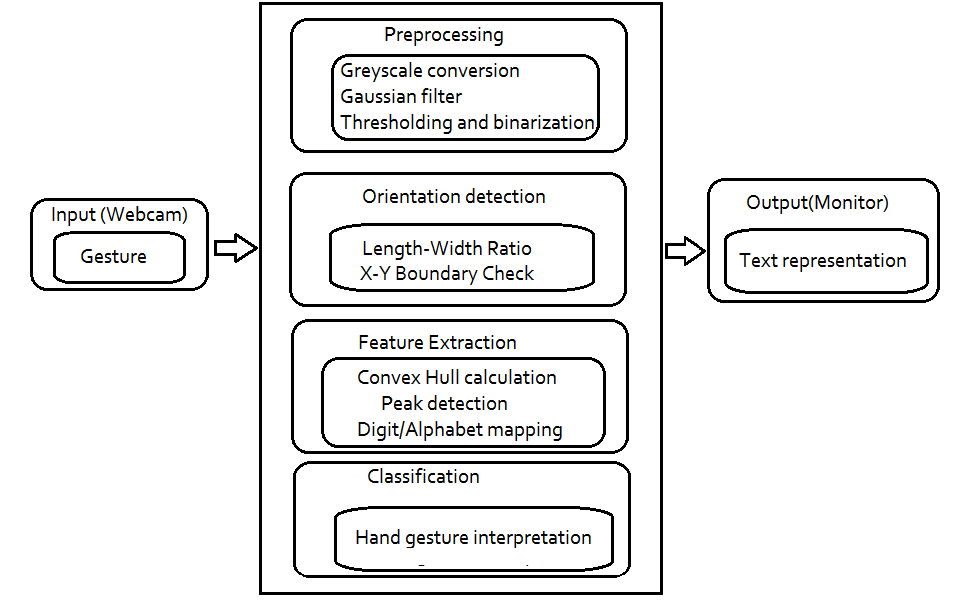 Input (Webcam)
Gesture
Preprocessing
Greyscale conversion
Gaussian filter
Thresholding and binarization
Orientation detection
Length-Width Ratio
X-Y Boundary Check
Feature Extraction
Convex Hull calculation
Peak detection
Digit/Alphabet mapping
Classification
Hand gesture interpretation
Output(Monitor)
Text representation